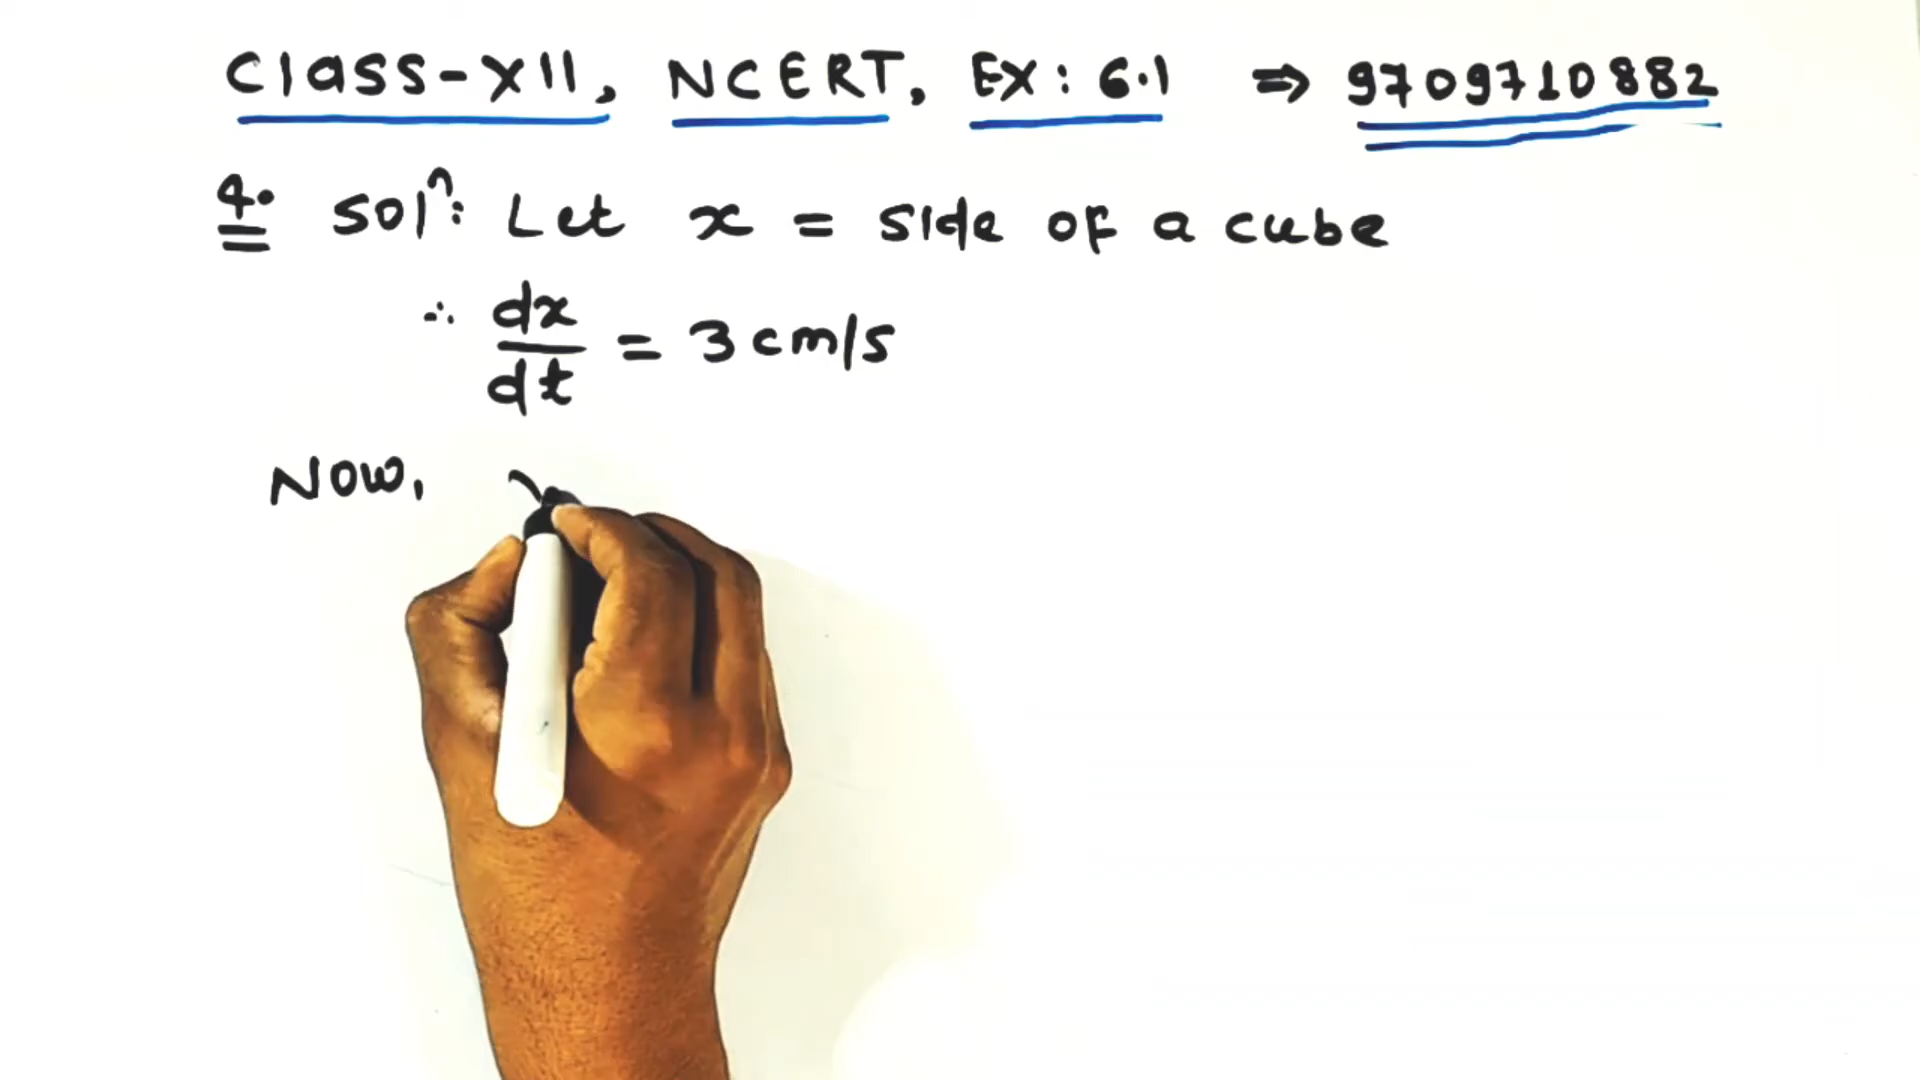 Class-XII, NCERT, EX: 6.1 ⇒ 9709710882
4. Solⁿ: Let x = side of a cube
∴ dx/dt = 3 cm/s
Now,